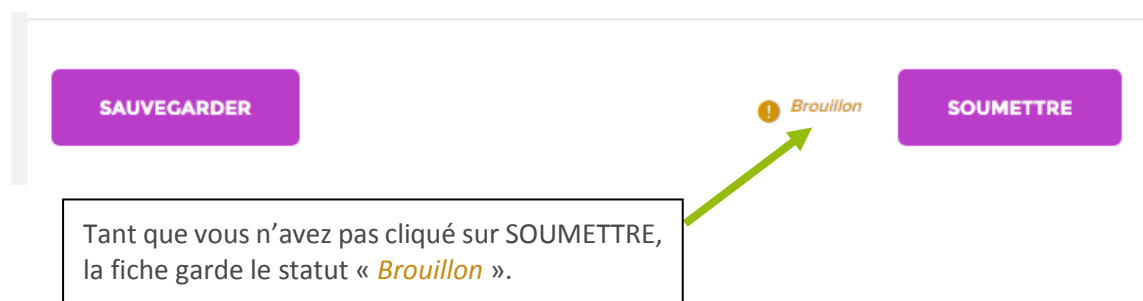 SAUVEGARDER
Brouillon
SOUMETTRE
Tant que vous n’avez pas cliqué sur SOUMETTRE,
la fiche garde le statut « Brouillon ».